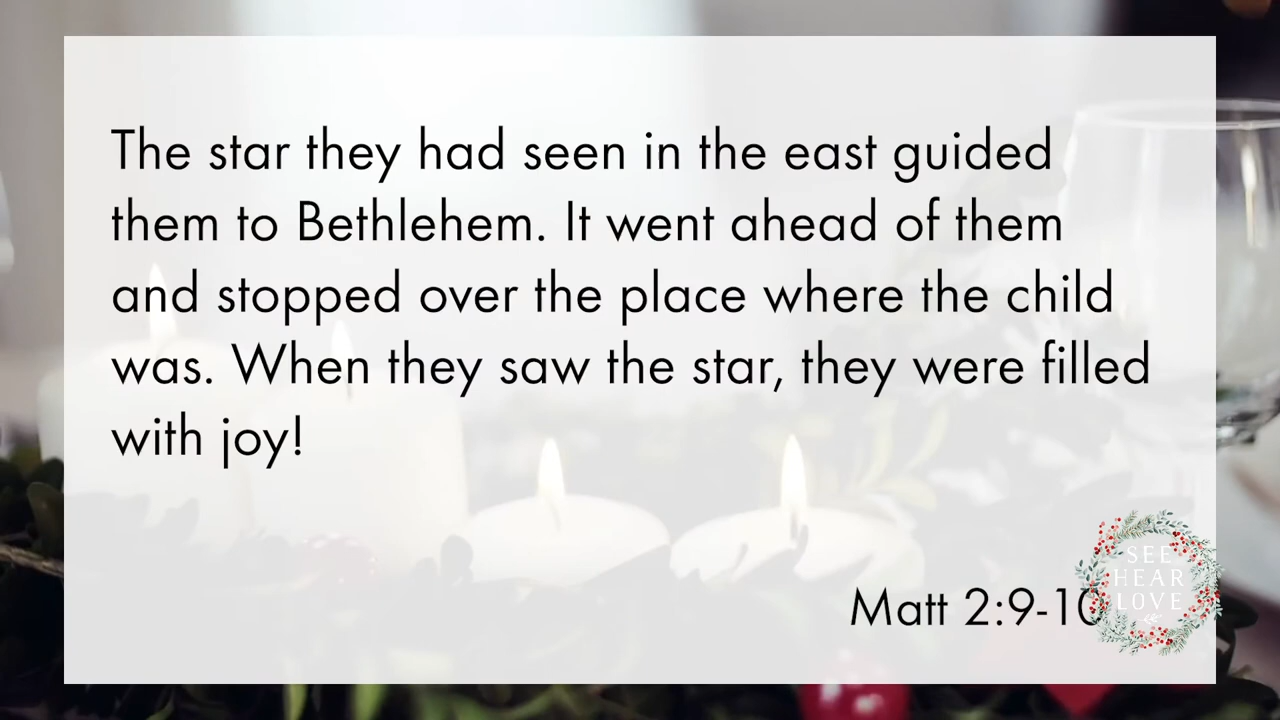 The star they had seen in the east guided
them to Bethlehem. It went ahead of them
and stopped over the place where the child
was. When they saw the star, they were filled
with joy!
Matt 2:9-10
SEE
HEAR
LOVE